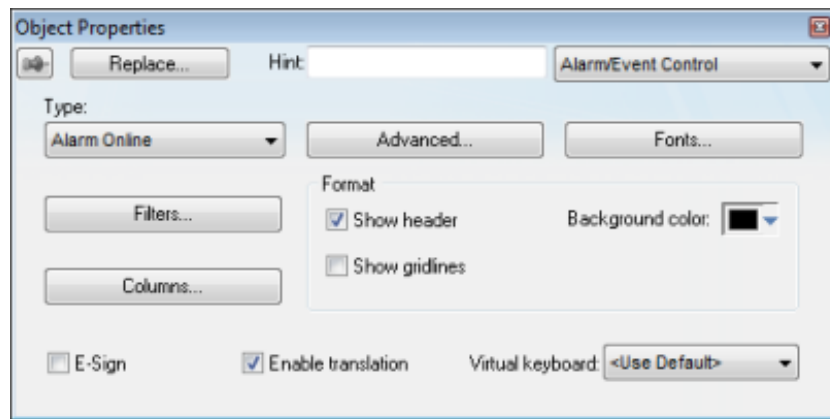 Object Properties
Replace... Hint: Alarm/Event Control
Type:
Alarm Online Advanced... Fonts...
Format
Filters... Show header Background color:
Show gridlines
Columns...
E-Sign Enable translation Virtual keyboard: <Use Default>